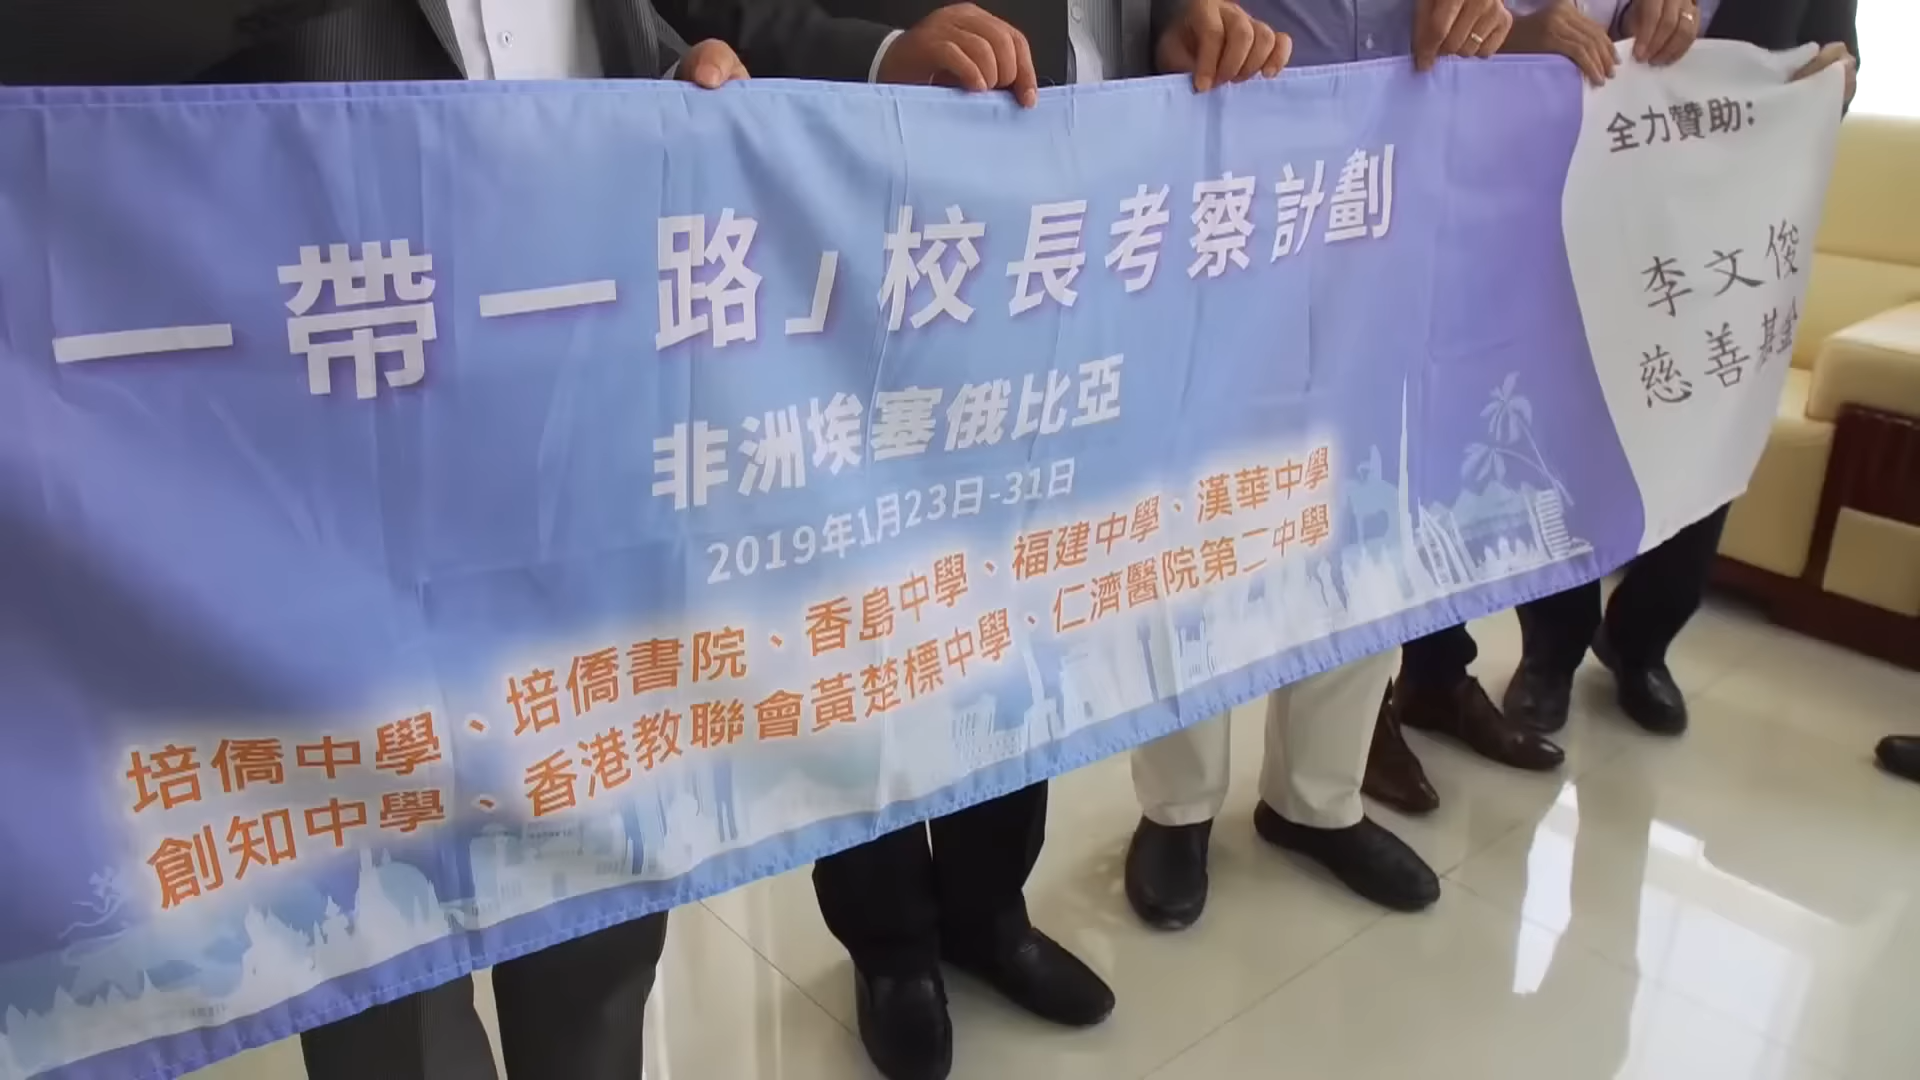 一帶一路」校長考察計劃
非洲埃塞俄比亞
2019年1月23日-31日
培僑中學、培僑書院、香島中學、福建中學、漢華中學
創知中學、香港教聯會黃楚標中學、仁濟醫院第二中學
全力贊助：
李文俊
慈善基金